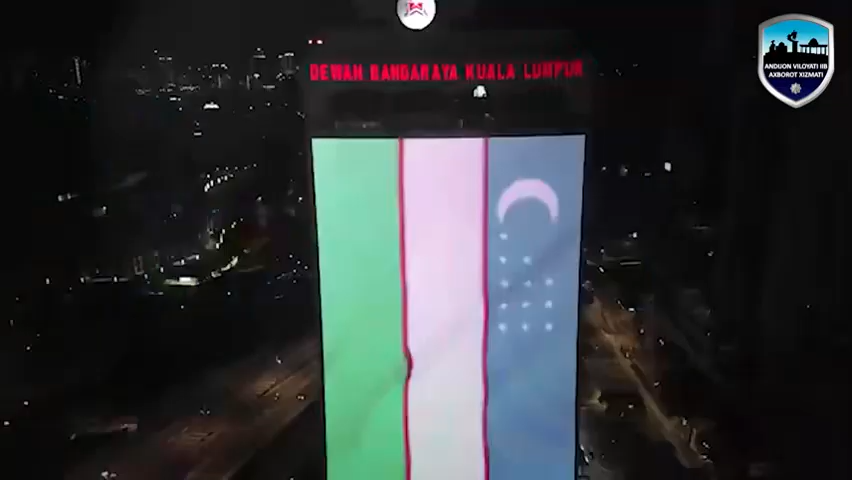 DEWAN BANDARAYA KUALA LUMPUR
ANDIJON VILOYATI IIB
AXBOROT XIZMATI